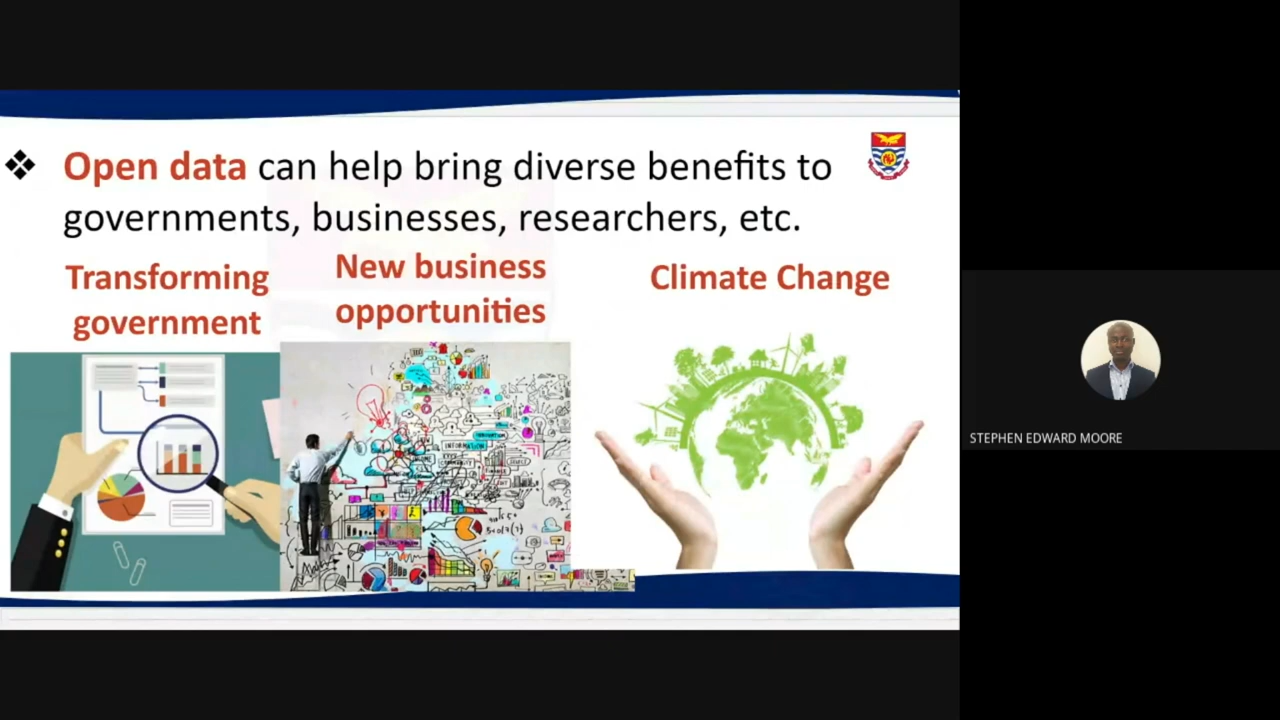 ❖ Open data can help bring diverse benefits to
governments, businesses, researchers, etc.
Transforming
government
New business
opportunities
Climate Change
INFORMATION
STEPHEN EDWARD MOORE